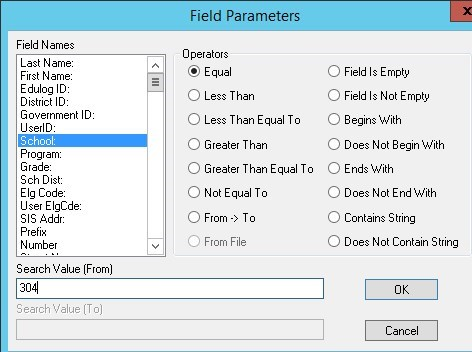 Field Parameters
x
Field Names
Last Name:
First Name:
Edulog ID:
District ID:
Government ID:
UserID:
School:
Program:
Grade:
Sch Dist:
Elg Code:
User ElgCde:
SIS Addr:
Prefix
Number
Operators
Equal
Less Than
Less Than Equal To
Greater Than
Greater Than Equal To
Not Equal To
From -> To
From File
Field Is Empty
Field Is Not Empty
Begins With
Does Not Begin With
Ends With
Does Not End With
Contains String
Does Not Contain String
Search Value (From)
304
Search Value (To)
OK
Cancel